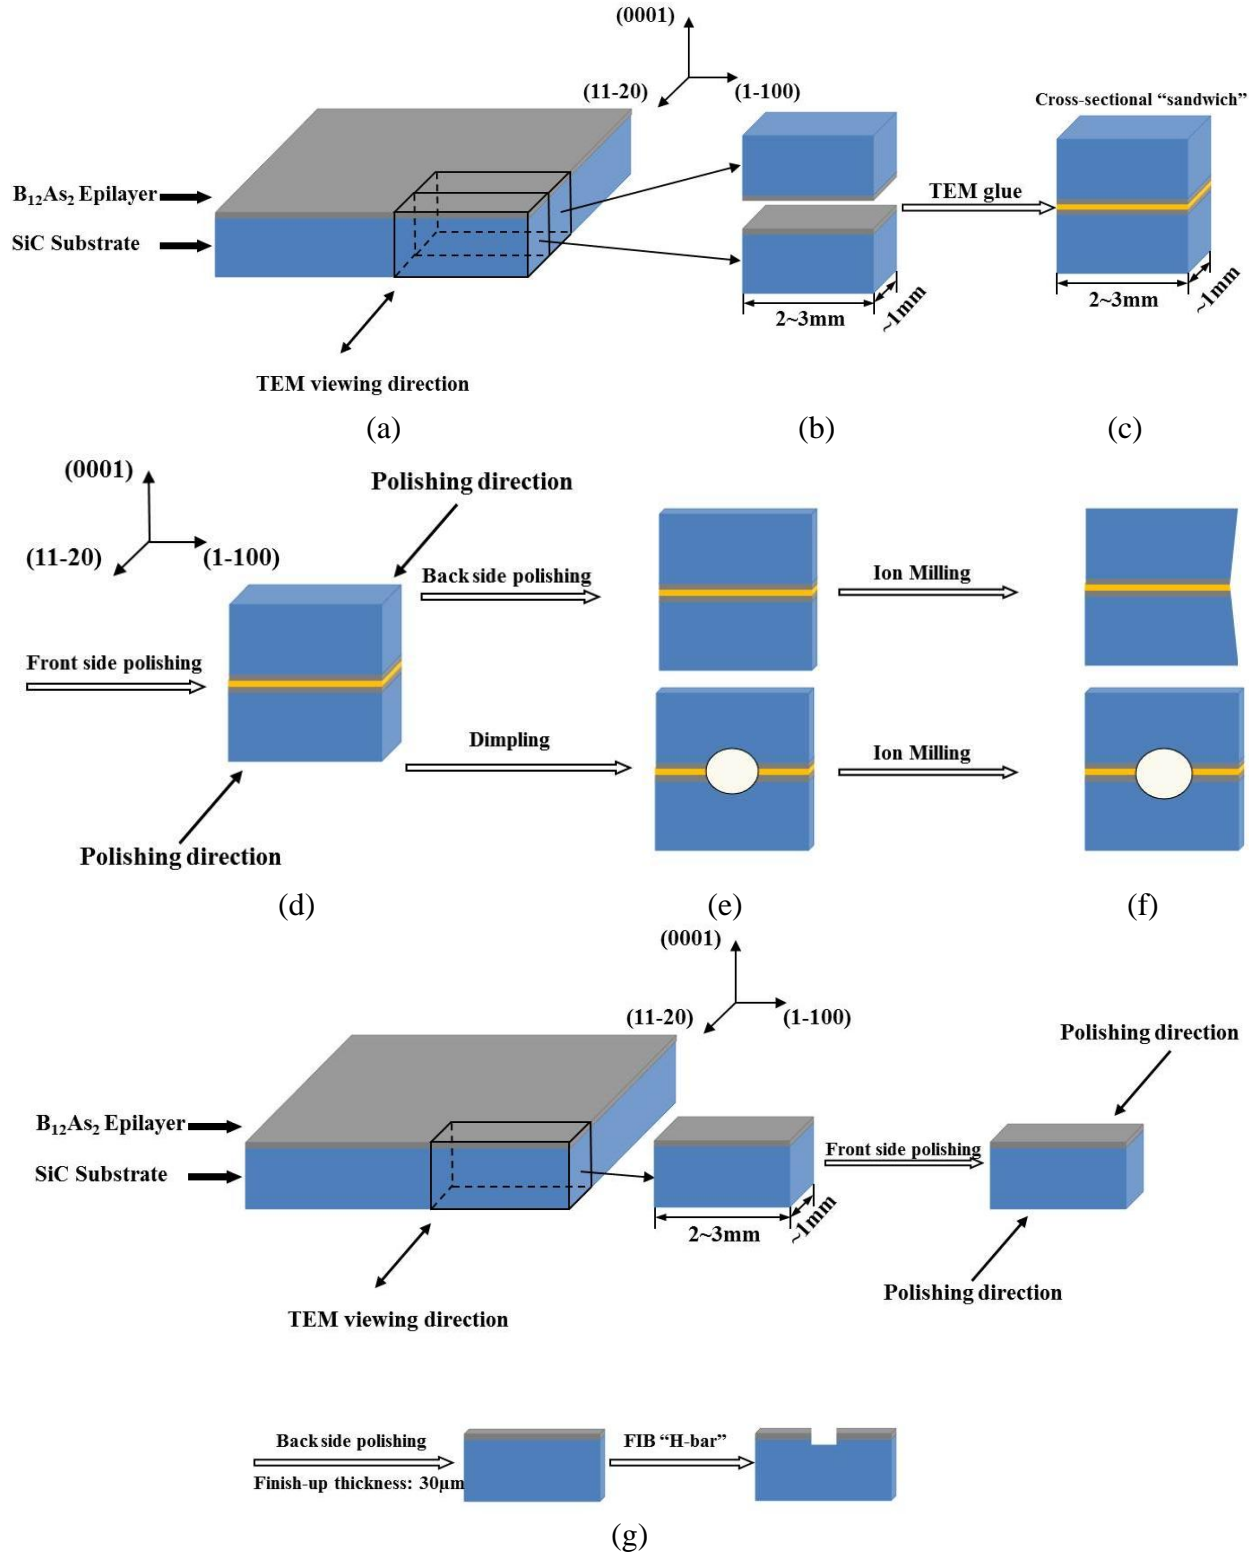 (0001)
(11-20)
(1-100)
Cross-sectional “sandwich”
B₁₂As₂ Epilayer
SiC Substrate
TEM glue
2~3mm
~1mm
2~3mm
~1mm
TEM viewing direction
(a)
(b)
(c)
(0001)
(11-20)
(1-100)
Polishing direction
Front side polishing
Back side polishing
Ion Milling
Dimpling
Ion Milling
Polishing direction
(d)
(e)
(f)
(0001)
(11-20)
(1-100)
Polishing direction
B₁₂As₂ Epilayer
SiC Substrate
Front side polishing
2~3mm
~1mm
Polishing direction
TEM viewing direction
Back side polishing
Finish-up thickness: 30μm
FIB “H-bar”
(g)